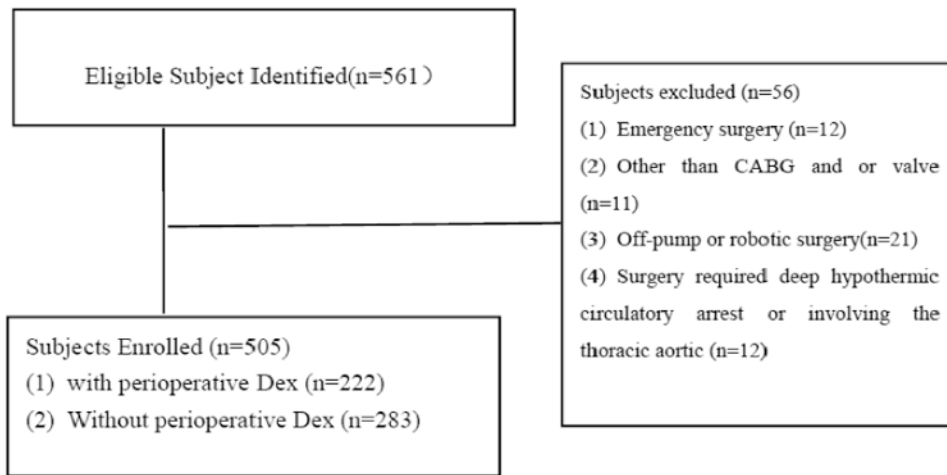 Eligible Subject Identified(n=561）
Subjects excluded (n=56)
(1) Emergency surgery (n=12)
(2) Other than CABG and or valve
(n=11)
(3) Off-pump or robotic surgery(n=21)
(4) Surgery required deep hypothermic
circulatory arrest or involving the
thoracic aortic (n=12)
Subjects Enrolled (n=505)
(1) with perioperative Dex (n=222)
(2) Without perioperative Dex (n=283)